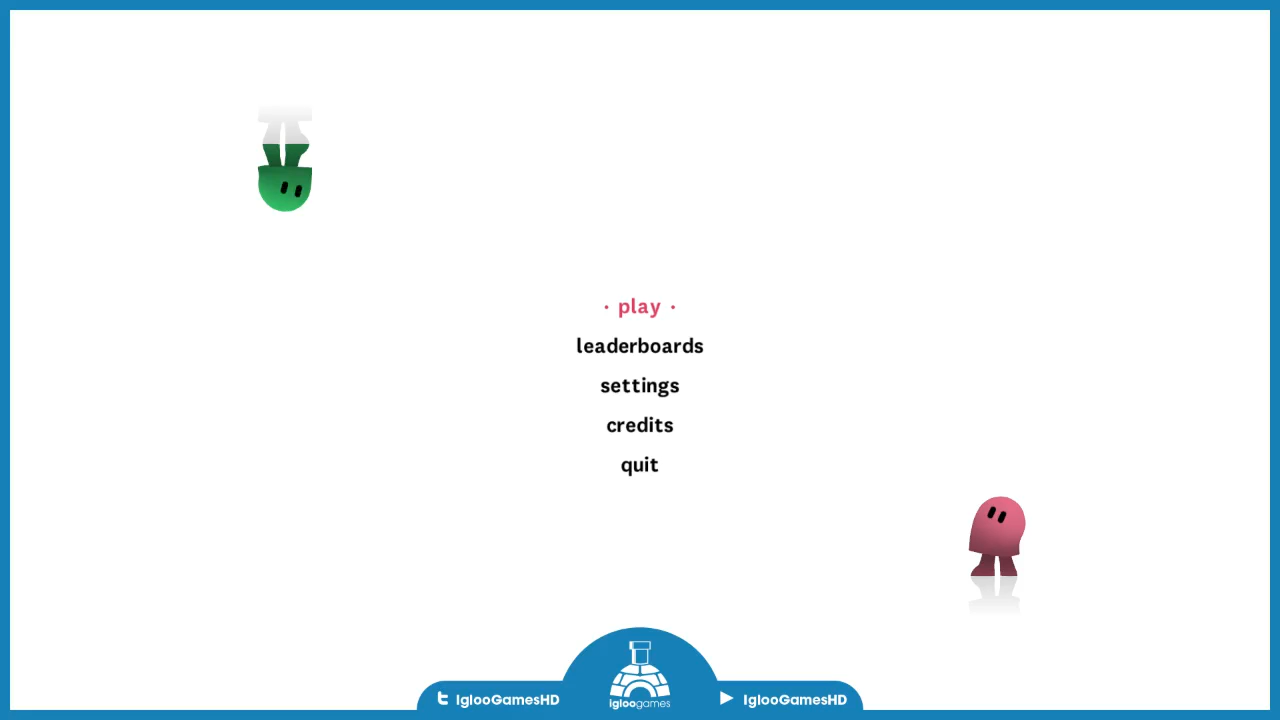 · play ·
leaderboards
settings
credits
quit
IglooGamesHD
igloogames
IglooGamesHD